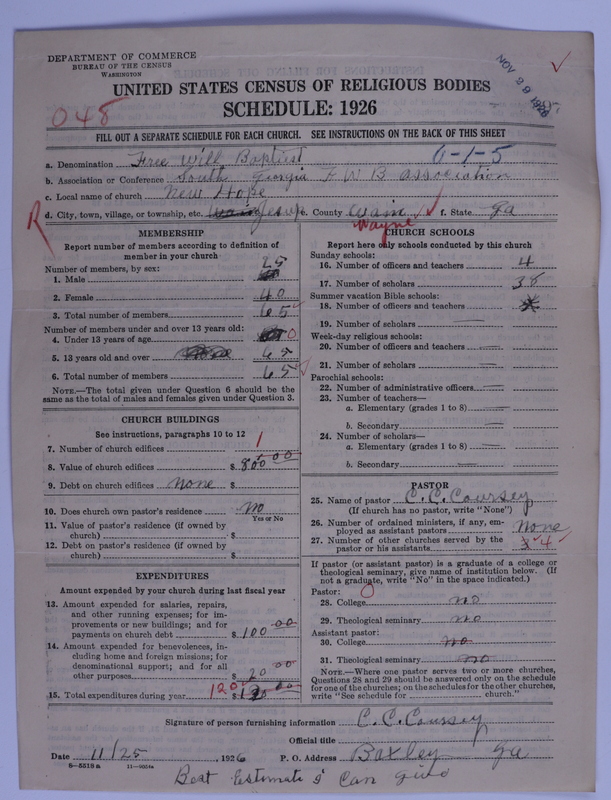 DEPARTMENT OF COMMERCE
BUREAU OF THE CENSUS
WASHINGTON
NOV 29 1926
UNITED STATES CENSUS OF RELIGIOUS BODIES
048
SCHEDULE: 1926
FILL OUT A SEPARATE SCHEDULE FOR EACH CHURCH. SEE INSTRUCTIONS ON THE BACK OF THIS SHEET
a. Denomination Free Will Baptist 6-1-5
b. Association or Conference South Georgia F W B association
c. Local name of church New Hope
R d. City, town, village, or township, etc. Jesup e. County Wain Wayne f. State Ga
MEMBERSHIP
Report number of members according to definition of
member in your church
Number of members, by sex:
1. Male 25
2. Female 40
3. Total number of members 65
Number of members under and over 13 years old:
4. Under 13 years of age 0
5. 13 years old and over 65
6. Total number of members 65
NOTE.—The total given under Question 6 should be
same as the total of males and females given under Question 3.
CHURCH BUILDINGS
See instructions, paragraphs 10 to 12
7. Number of church edifices 1
8. Value of church edifices $ 800.00
9. Debt on church edifices None $
10. Does church own pastor's residence No
Yes or No
11. Value of pastor's residence (if owned by
church) $
12. Debt on pastor's residence (if owned by
church) $
EXPENDITURES
Amount expended by your church during last fiscal year
13. Amount expended for salaries, repairs,
and other running expenses; for im-
provements or new buildings; and for
payments on church debt $ 100.00
14. Amount expended for benevolences, in-
cluding home and foreign missions; for
denominational support; and for all
other purposes $ 20 00
15. Total expenditures during year 120 $ 00
CHURCH SCHOOLS
Report here only schools conducted by this church
Sunday schools:
16. Number of officers and teachers 4
17. Number of scholars 38
Summer vacation Bible schools:
18. Number of officers and teachers
19. Number of scholars —
Week-day religious schools:
20. Number of officers and teachers —
21. Number of scholars —
Parochial schools:
22. Number of administrative officers —
23. Number of teachers—
a. Elementary (grades 1 to 8) —
b. Secondary —
24. Number of scholars—
a. Elementary (grades 1 to 8) —
b. Secondary —
PASTOR
25. Name of pastor C. C. Coursey
(If church has no pastor, write "None")
26. Number of ordained ministers, if any, em-
ployed as assistant pastors None
27. Number of other churches served by the
pastor or his assistants 3 4
If pastor (or assistant pastor) is a graduate of a college or
theological seminary, give name of institution below. (If
not a graduate, write "No" in the space indicated.)
Pastor: 0
28. College no
29. Theological seminary no
Assistant pastor:
30. College no
31. Theological seminary no
NOTE.—Where one pastor serves two or more churches,
Questions 28 and 29 should be answered only on the schedule
for one of the churches; on the schedules for the other churches,
write "See schedule for church."
Signature of person furnishing information C. C. Coursey
Official title
Date 11/25, 1926 P. O. Address Baxley Ga
8—5519a 11—9051a
Best Estimate I Can give